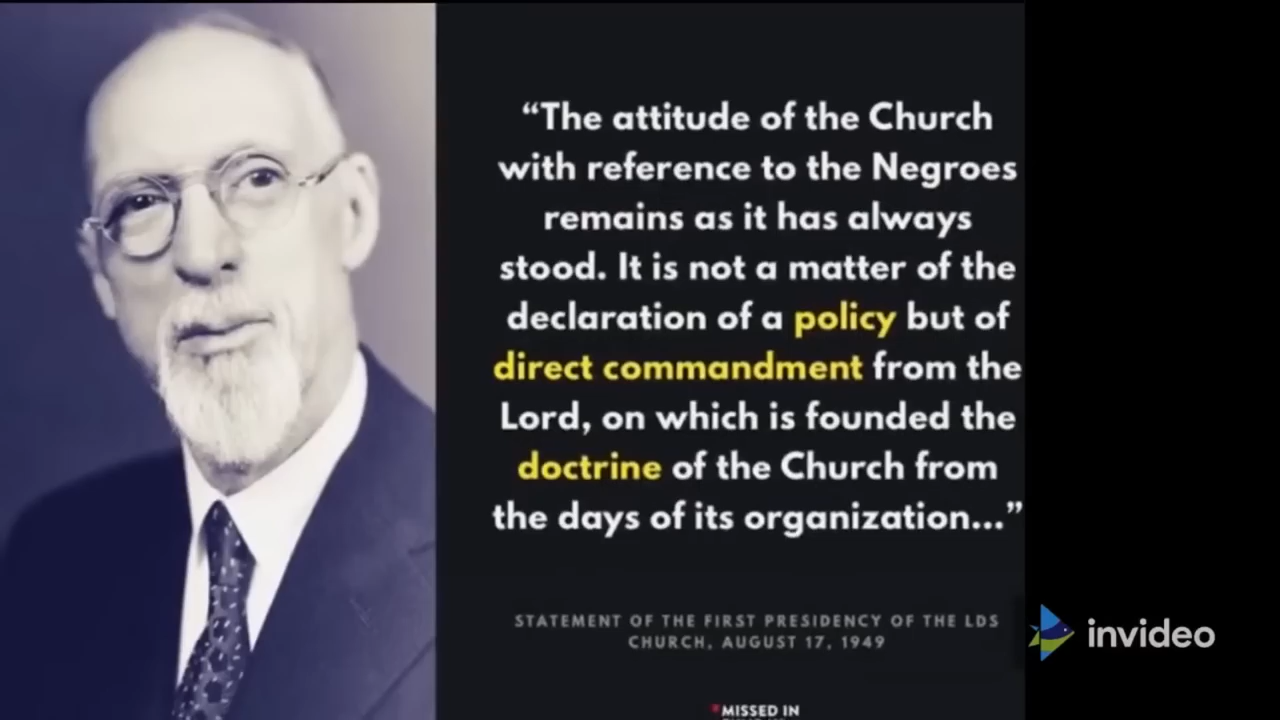 “The attitude of the Church
with reference to the Negroes
remains as it has always
stood. It is not a matter of the
declaration of a policy but of
direct commandment from the
Lord, on which is founded the
doctrine of the Church from
the days of its organization...”
STATEMENT OF THE FIRST PRESIDENCY OF THE LDS
CHURCH, AUGUST 17, 1949
invideo
*MISSED IN